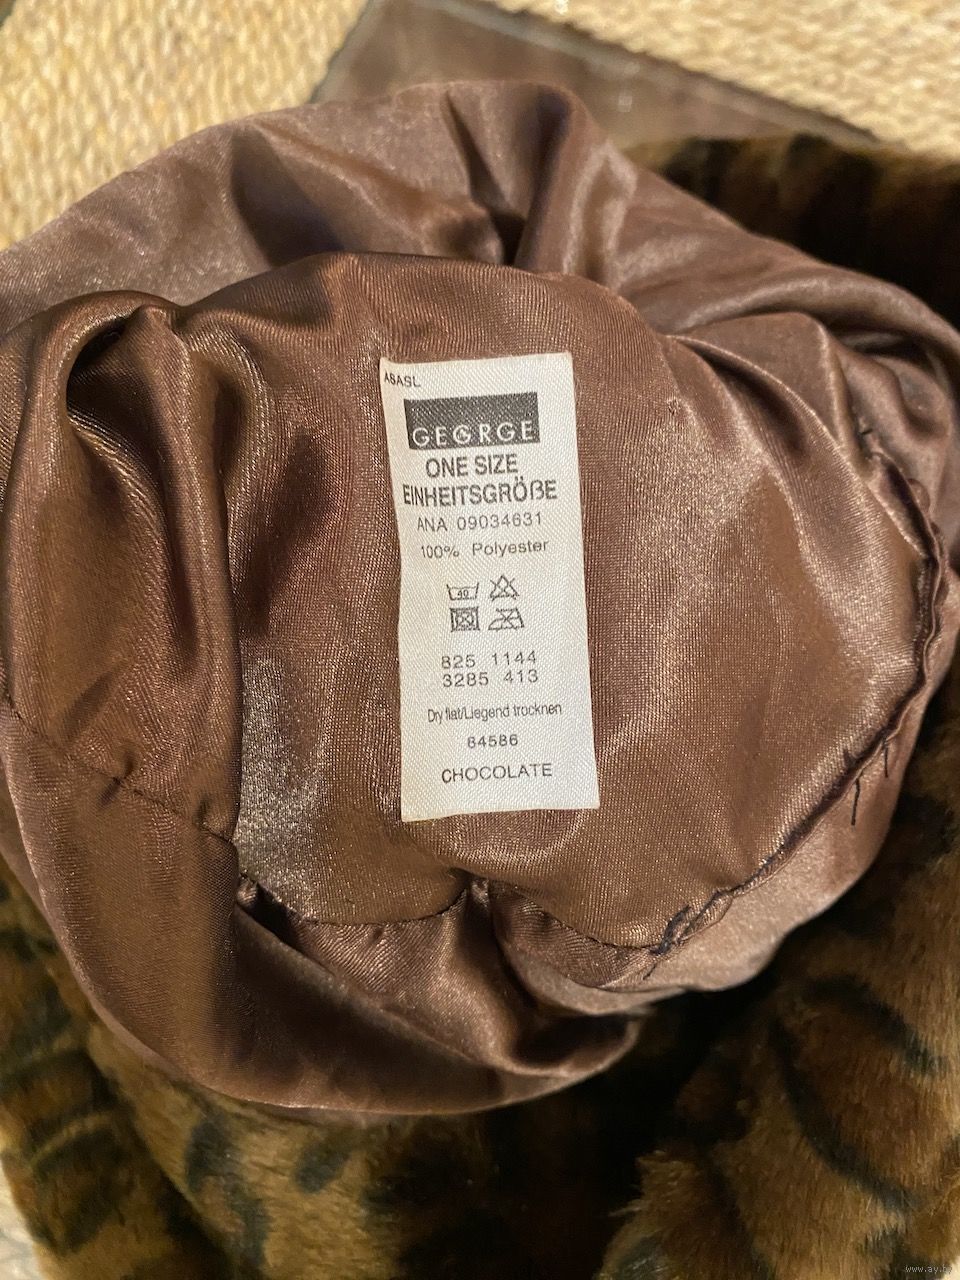 ASASL
GEORGE
ONE SIZE
EINHEITSGRÖßE
ANA 09034631
100% Polyester
40
825 1144
3285 413
Dry flat/Liegend trocknen
84586
CHOCOLATE